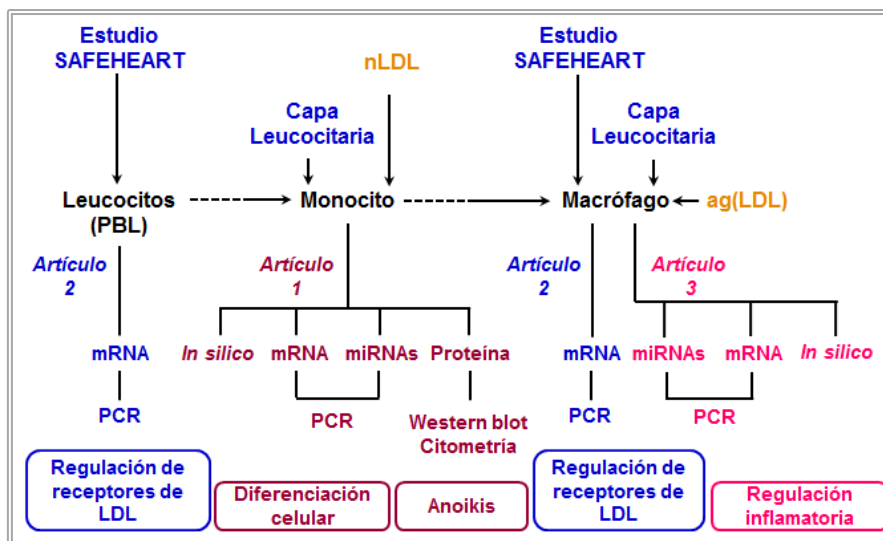 Estudio
SAFEHEART
nLDL
Estudio
SAFEHEART
Capa
Leucocitaria
Capa
Leucocitaria
Leucocitos
(PBL)
Monocito
Macrófago
ag(LDL)
Artículo
2
Artículo
1
Artículo
2
Artículo
3
mRNA
In silico
mRNA
miRNAs
Proteína
mRNA
miRNAs
mRNA
In silico
PCR
PCR
Western blot
Citometría
PCR
PCR
Regulación de
receptores de
LDL
Diferenciación
celular
Anoikis
Regulación de
receptores de
LDL
Regulación
inflamatoria